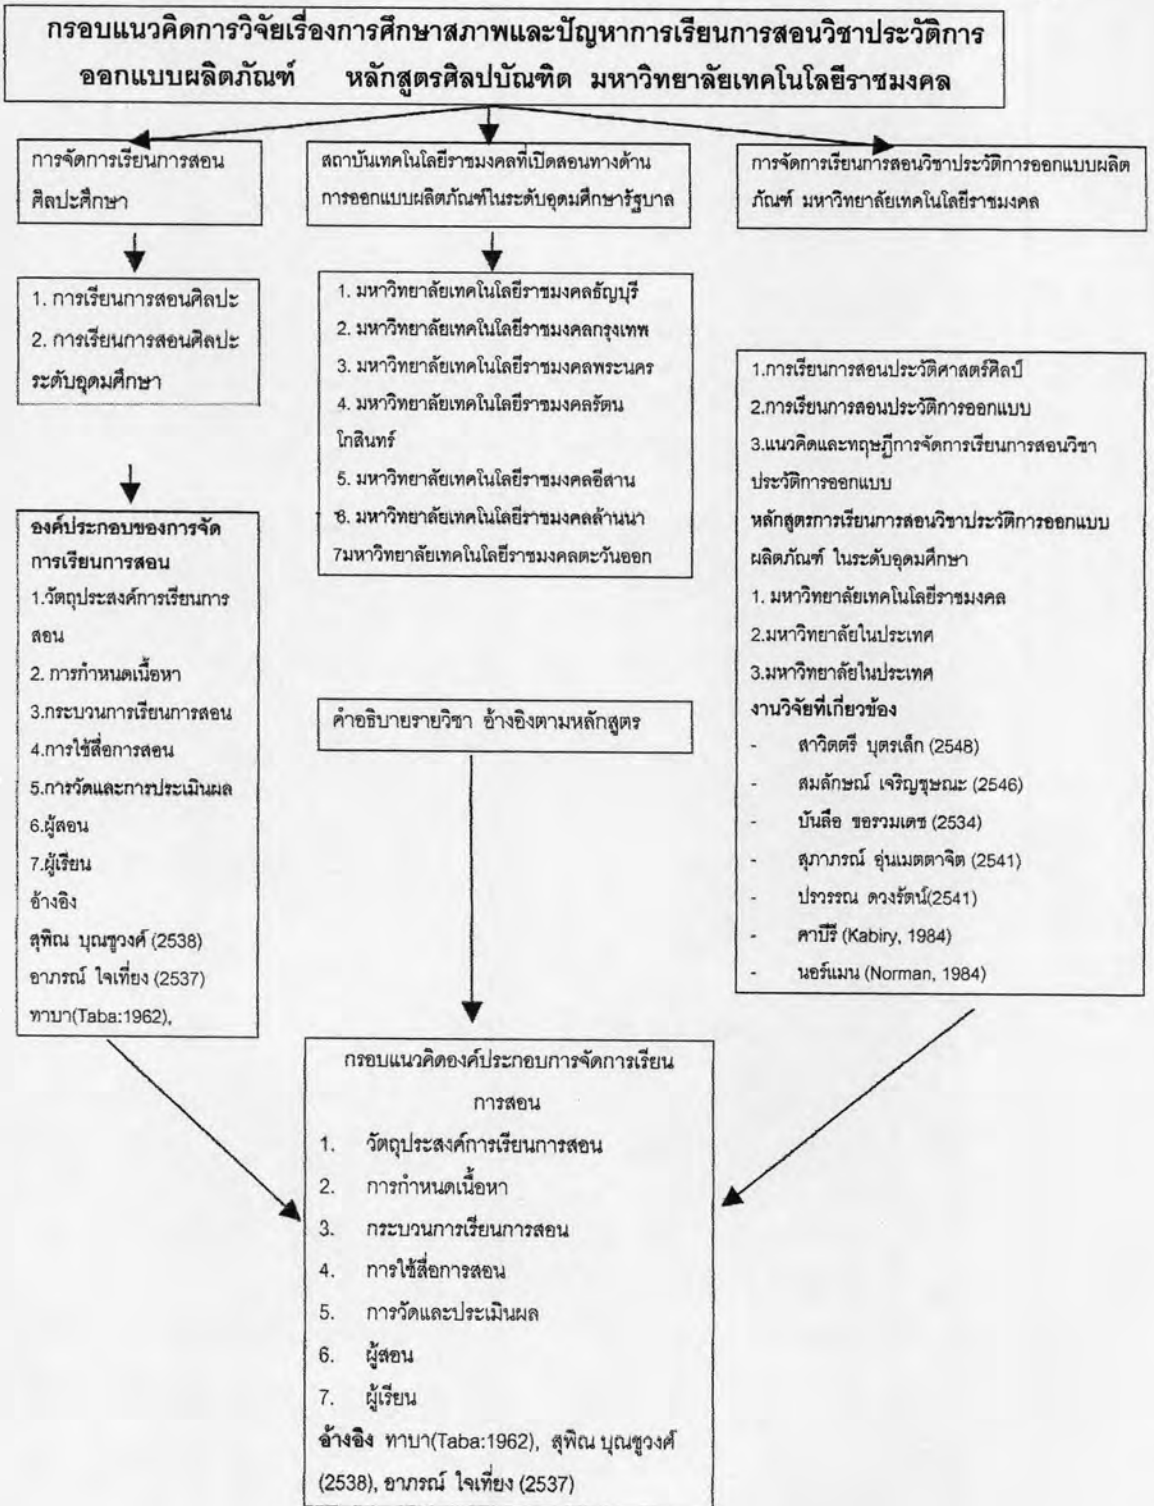 กรอบแนวคิดการวิจัยเรื่องการศึกษาสภาพและปัญหาการเรียนการสอนวิชาประวัติการ
ออกแบบผลิตภัณฑ์ หลักสูตรศิลปบัณฑิต มหาวิทยาลัยเทคโนโลยีราชมงคล
การจัดการเรียนการสอน
ศิลปะศึกษา
สถาบันเทคโนโลยีราชมงคลที่เปิดสอนทางด้าน
การออกแบบผลิตภัณฑ์ในระดับอุดมศึกษารัฐบาล
การจัดการเรียนการสอนวิชาประวัติการออกแบบผลิต
ภัณฑ์ มหาวิทยาลัยเทคโนโลยีราชมงคล
1. การเรียนการสอนศิลปะ
2. การเรียนการสอนศิลปะ
ระดับอุดมศึกษา
1. มหาวิทยาลัยเทคโนโลยีราชมงคลธัญบุรี
2. มหาวิทยาลัยเทคโนโลยีราชมงคลกรุงเทพ
3. มหาวิทยาลัยเทคโนโลยีราชมงคลพระนคร
4. มหาวิทยาลัยเทคโนโลยีราชมงคลรัตน
โกสินทร์
5. มหาวิทยาลัยเทคโนโลยีราชมงคลอีสาน
6. มหาวิทยาลัยเทคโนโลยีราชมงคลล้านนา
7มหาวิทยาลัยเทคโนโลยีราชมงคลตะวันออก
1.การเรียนการสอนประวัติศาสตร์ศิลป์
2.การเรียนการสอนประวัติการออกแบบ
3.แนวคิดและทฤษฎีการจัดการเรียนการสอนวิชา
ประวัติการออกแบบ
หลักสูตรการเรียนการสอนวิชาประวัติการออกแบบ
ผลิตภัณฑ์ ในระดับอุดมศึกษา
1. มหาวิทยาลัยเทคโนโลยีราชมงคล
2.มหาวิทยาลัยในประเทศ
3.มหาวิทยาลัยในประเทศ
งานวิจัยที่เกี่ยวข้อง
- สาวิตตรี บุตรเล็ก (2548)
- สมลักษณ์ เจริญชุษณะ (2546)
- บันลือ ขอรวมเดช (2534)
- สุภาภรณ์ อุ่นเมตตาจิต (2541)
- ปรวรรณ ดวงรัตน์(2541)
- คาบีรี (Kabiry, 1984)
- นอร์แมน (Norman, 1984)
องค์ประกอบของการจัด
การเรียนการสอน
1.วัตถุประสงค์การเรียนการ
สอน
2. การกำหนดเนื้อหา
3.กระบวนการเรียนการสอน
4.การใช้สื่อการสอน
5.การวัดและการประเมินผล
6.ผู้สอน
7.ผู้เรียน
อ้างอิง
สุพิณ บุณชูวงศ์ (2538)
อาภรณ์ ใจเที่ยง (2537)
ทาบา(Taba:1962),
คำอธิบายรายวิชา อ้างอิงตามหลักสูตร
กรอบแนวคิดองค์ประกอบการจัดการเรียน
การสอน
1. วัตถุประสงค์การเรียนการสอน
2. การกำหนดเนื้อหา
3. กระบวนการเรียนการสอน
4. การใช้สื่อการสอน
5. การวัดและประเมินผล
6. ผู้สอน
7. ผู้เรียน
อ้างอิง ทาบา(Taba:1962), สุพิณ บุณชูวงศ์
(2538), อาภรณ์ ใจเที่ยง (2537)